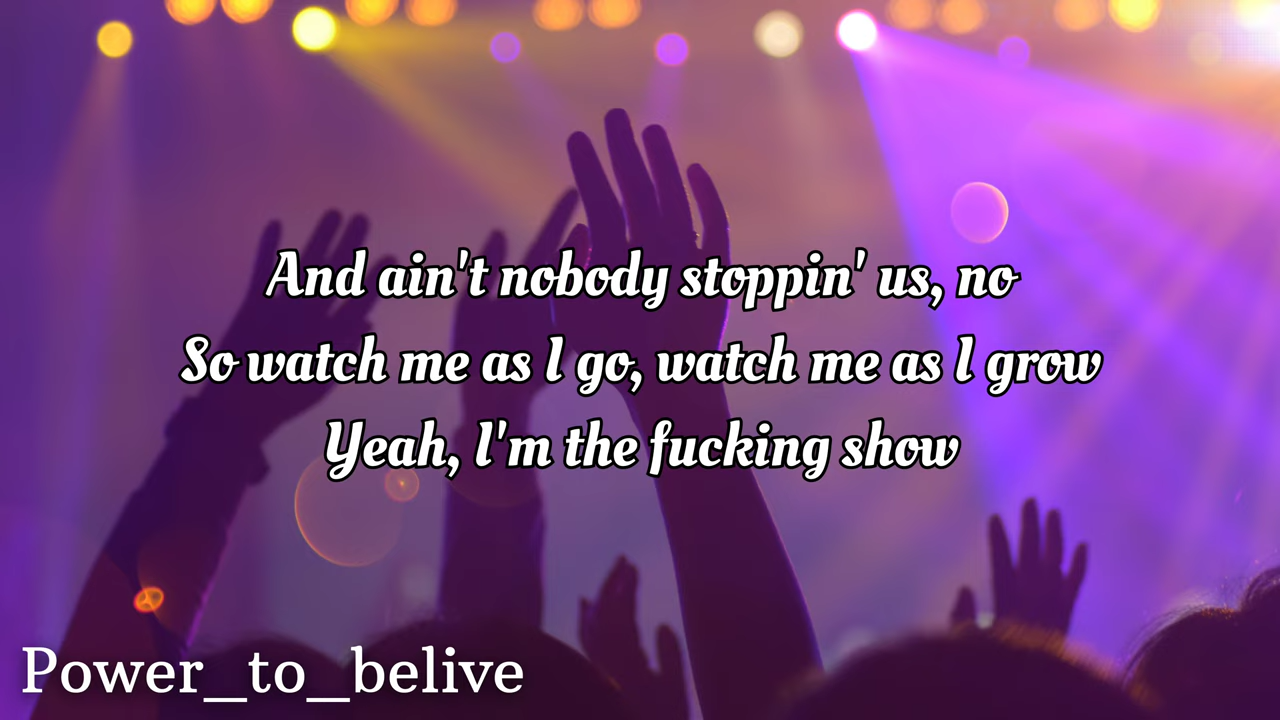 And ain't nobody stoppin' us, no
So watch me as I go, watch me as I grow
Yeah, I'm the fucking show
Power_to_belive